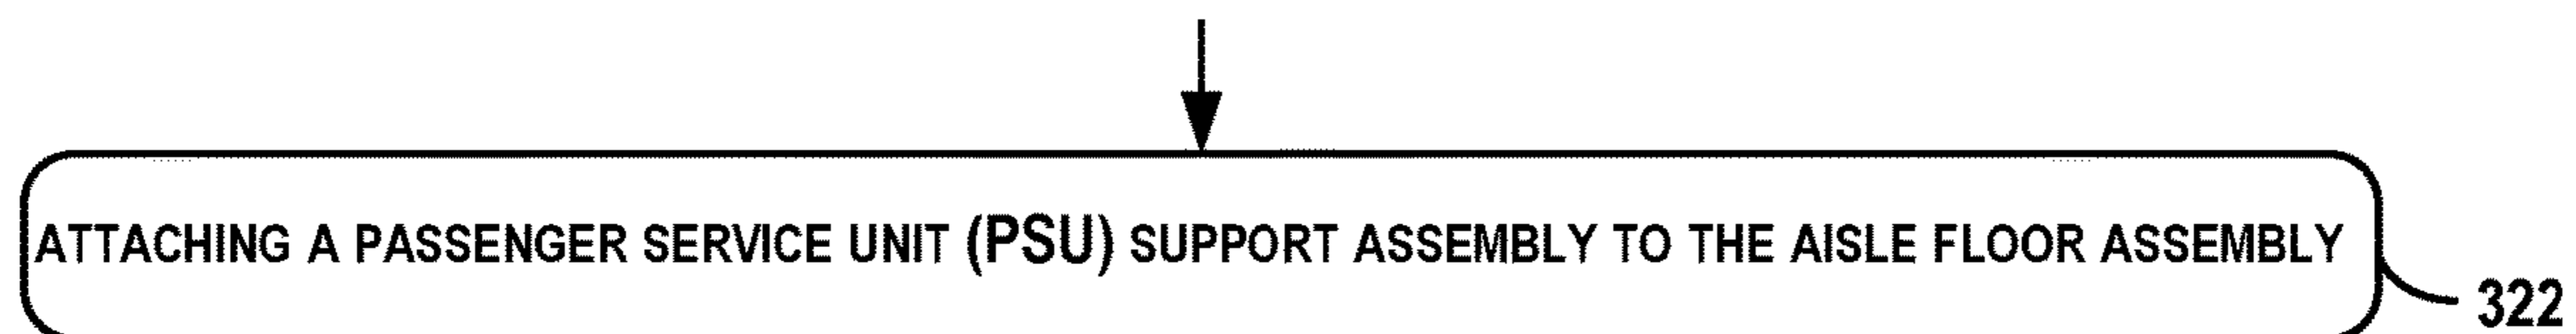 ATTACHING A PASSENGER SERVICE UNIT (PSU) SUPPORT ASSEMBLY TO THE AISLE FLOOR ASSEMBLY
322